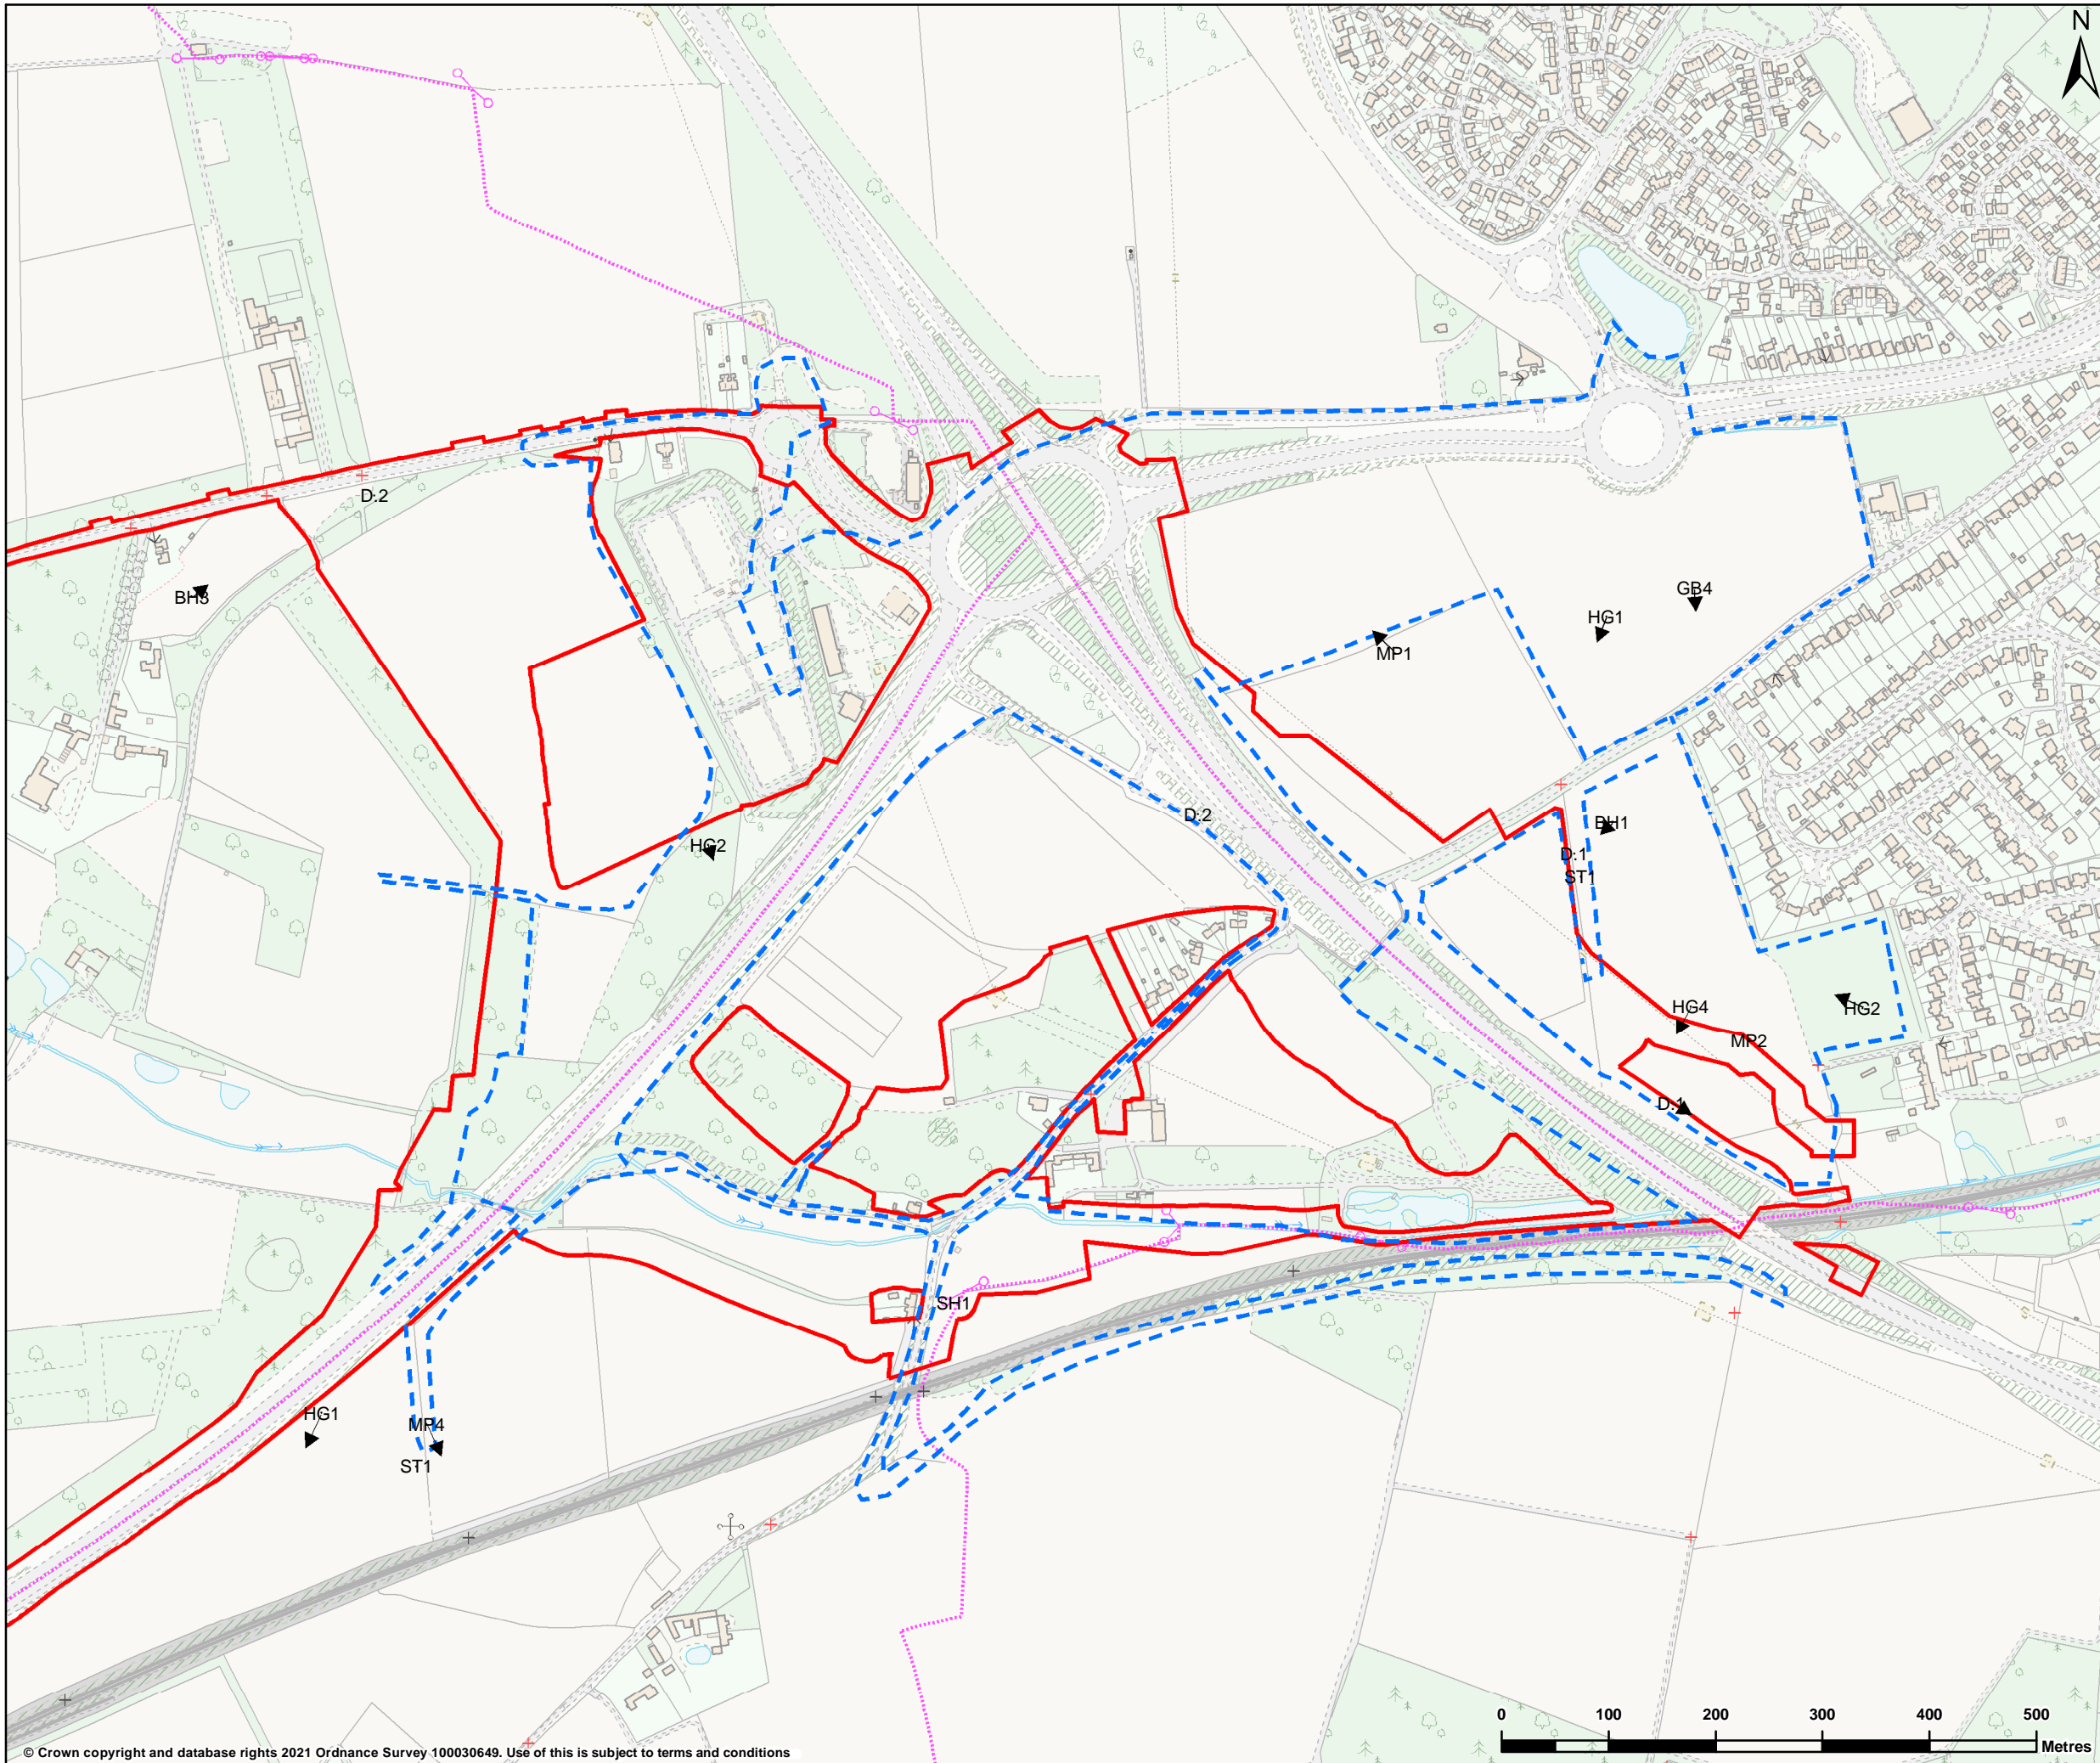 N
D:2
BH3
GB4
HG1
MP1
D:2
BH1
HG2
D:1
ST1
HG4
HG2
MP2
D:1
SH1
HG1
MP4
ST1
0 100 200 300 400 500
Metres
© Crown copyright and database rights 2021 Ordnance Survey 100030649. Use of this is subject to terms and conditions